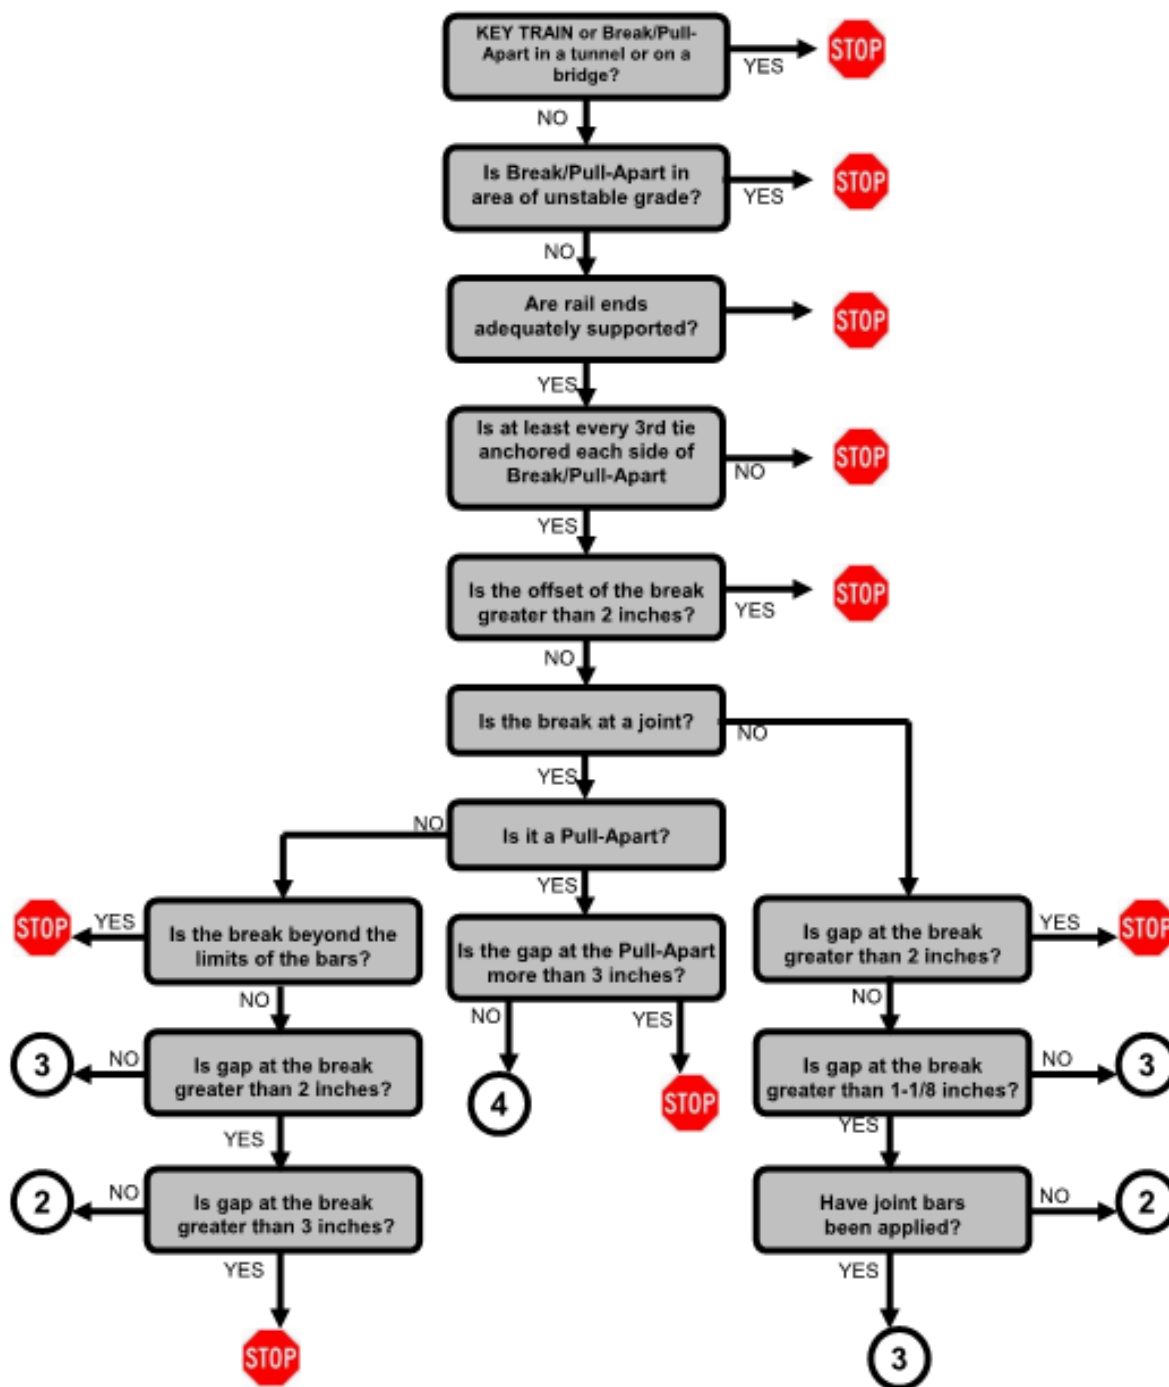 KEY TRAIN or Break/Pull-
Apart in a tunnel or on a
bridge?
YES
STOP
NO
Is Break/Pull-Apart in
area of unstable grade?
YES
STOP
NO
Are rail ends
adequately supported?
STOP
YES
Is at least every 3rd tie
anchored each side of
Break/Pull-Apart
NO
STOP
YES
Is the offset of the break
greater than 2 inches?
YES
STOP
NO
Is the break at a joint?
NO
YES
Is it a Pull-Apart?
NO
YES
STOP
YES
Is the break beyond the
limits of the bars?
Is the gap at the Pull-Apart
more than 3 inches?
Is gap at the break
greater than 2 inches?
YES
STOP
NO
NO
YES
NO
3
NO
Is gap at the break
greater than 2 inches?
4
STOP
Is gap at the break
greater than 1-1/8 inches?
NO
3
YES
YES
2
NO
Is gap at the break
greater than 3 inches?
Have joint bars
been applied?
NO
2
YES
YES
STOP
3